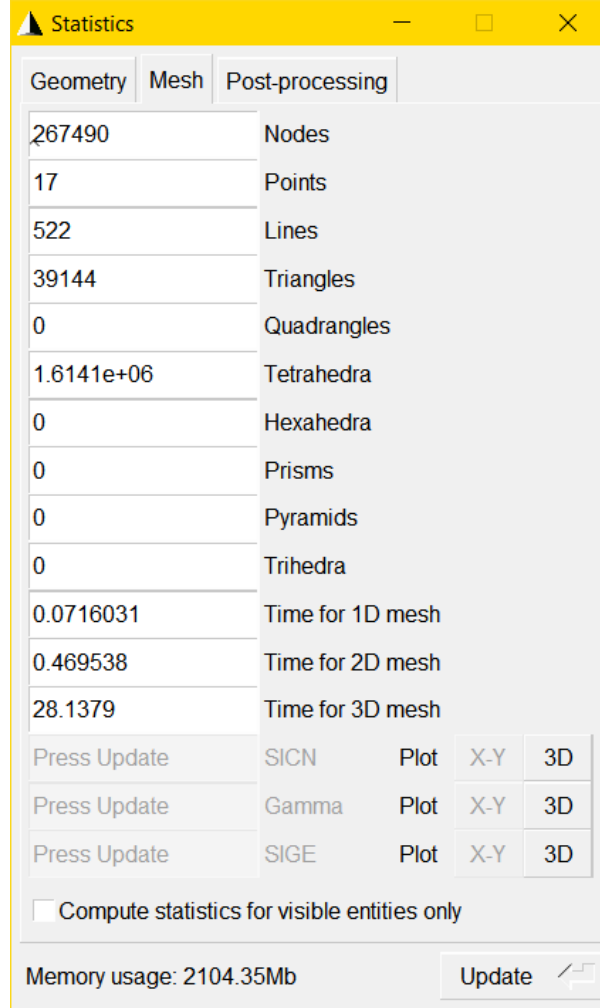 Statistics
Geometry Mesh Post-processing
267490 Nodes
17 Points
522 Lines
39144 Triangles
0 Quadrangles
1.6141e+06 Tetrahedra
0 Hexahedra
0 Prisms
0 Pyramids
0 Trihedra
0.0716031 Time for 1D mesh
0.469538 Time for 2D mesh
28.1379 Time for 3D mesh
Press Update SICN Plot X-Y 3D
Press Update Gamma Plot X-Y 3D
Press Update SIGE Plot X-Y 3D
Compute statistics for visible entities only
Memory usage: 2104.35Mb Update